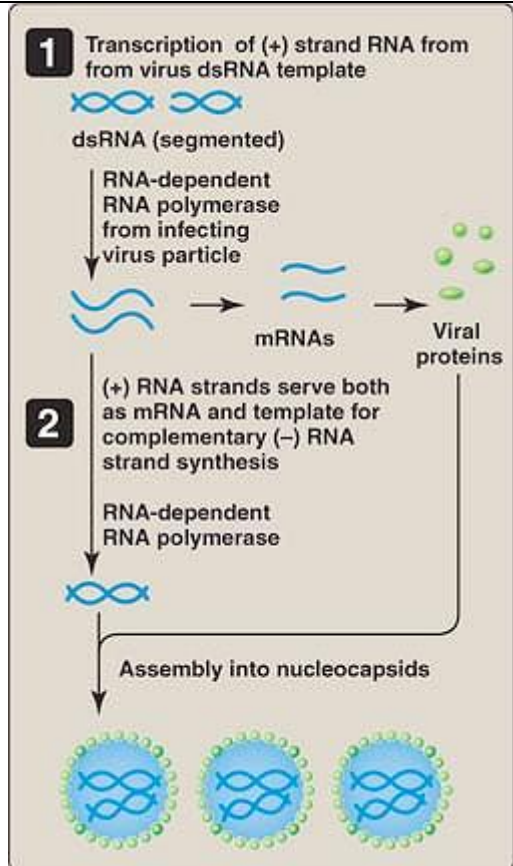 1 Transcription of (+) strand RNA from
from virus dsRNA template
dsRNA (segmented)
RNA-dependent
RNA polymerase
from infecting
virus particle
mRNAs
Viral
proteins
2 (+) RNA strands serve both
as mRNA and template for
complementary (–) RNA
strand synthesis
RNA-dependent
RNA polymerase
Assembly into nucleocapsids